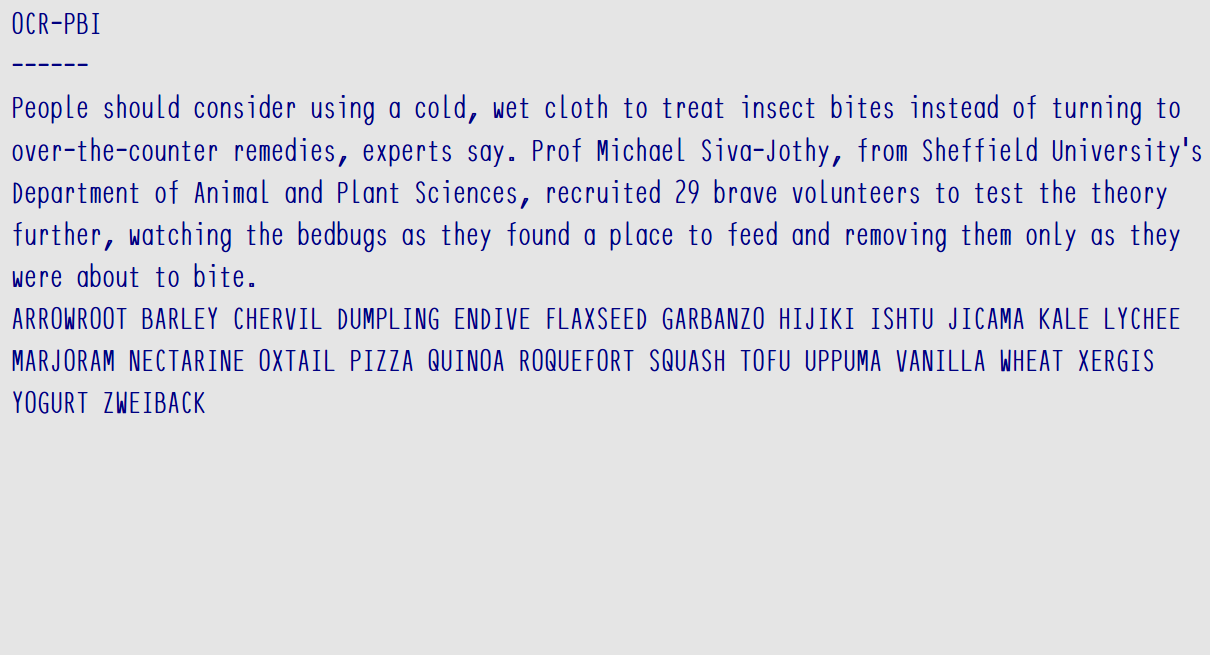 OCR-PBI
------
People should consider using a cold, wet cloth to treat insect bites instead of turning to
over-the-counter remedies, experts say. Prof Michael Siva-Jothy, from Sheffield University's
Department of Animal and Plant Sciences, recruited 29 brave volunteers to test the theory
further, watching the bedbugs as they found a place to feed and removing them only as they
were about to bite.
ARROWROOT BARLEY CHERVIL DUMPLING ENDIVE FLAXSEED GARBANZO HIJIKI ISHTU JICAMA KALE LYCHEE
MARJORAM NECTARINE OXTAIL PIZZA QUINOA ROQUEFORT SQUASH TOFU UPPUMA VANILLA WHEAT XERGIS
YOGURT ZWEIBACK